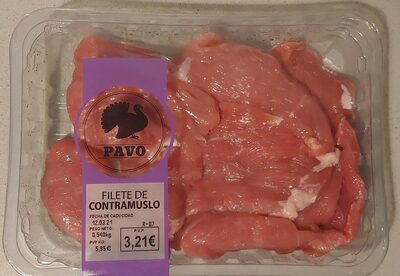 PAVO
FILETE DE
CONTRAMUSLO
FECHA DE CADUCIDAD
12.03.21 R-07
PESO NETO: P.V.P.
0,540kg
PVP KG: 3,21€
5,95€